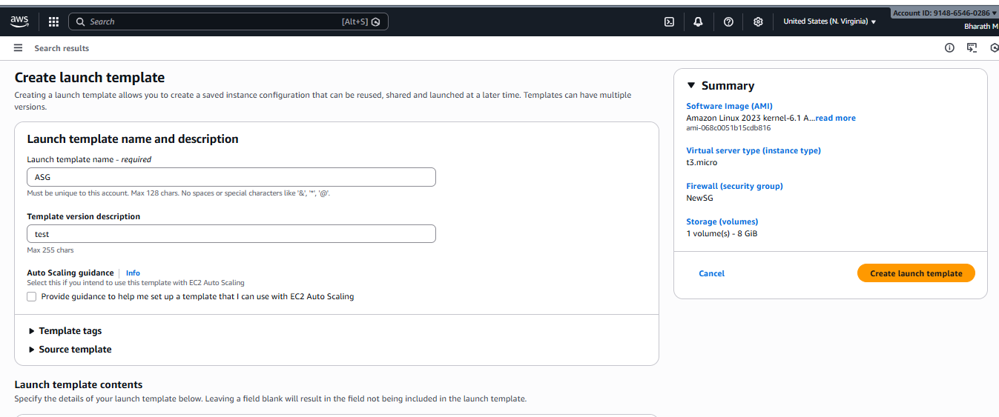 aws
Search
[Alt+S]
United States (N. Virginia)
Account ID: 9148-6546-0286
Bharath M
Search results
Create launch template
Creating a launch template allows you to create a saved instance configuration that can be reused, shared and launched at a later time. Templates can have multiple
versions.
Launch template name and description
Launch template name - required
ASG
Must be unique to this account. Max 128 chars. No spaces or special characters like '&', '*', '@'.
Template version description
test
Max 255 chars
Auto Scaling guidance
Info
Select this if you intend to use this template with EC2 Auto Scaling
Provide guidance to help me set up a template that I can use with EC2 Auto Scaling
Template tags
Source template
Launch template contents
Specify the details of your launch template below. Leaving a field blank will result in the field not being included in the launch template.
Summary
Software Image (AMI)
Amazon Linux 2023 kernel-6.1 A...read more
ami-068c0051b15cdb816
Virtual server type (instance type)
t3.micro
Firewall (security group)
NewSG
Storage (volumes)
1 volume(s) - 8 GiB
Cancel
Create launch template